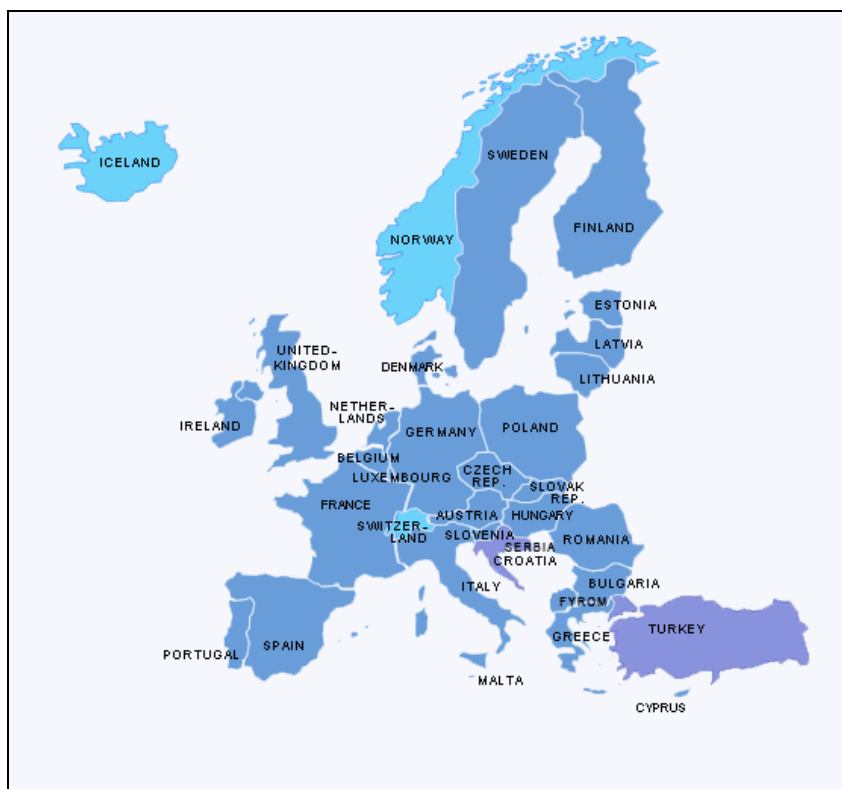 SWEDEN
ICELAND
FINLAND
NORWAY
ESTONIA
LATVIA
UNITED-
KINGDOM
DENMARK
LITHUANIA
NETHER-
LANDS
IRELAND
GERMANY
POLAND
BELGIUM
CZECH
REP.
LUXEMBOURG
SLOVAK
REP.
FRANCE
AUSTRIA
HUNGARY
SWITZER-
LAND
SLOVENIA
ROMANIA
SERBIA
CROATIA
ITALY
BULGARIA
FYROM
TURKEY
GREECE
SPAIN
PORTUGAL
MALTA
CYPRUS